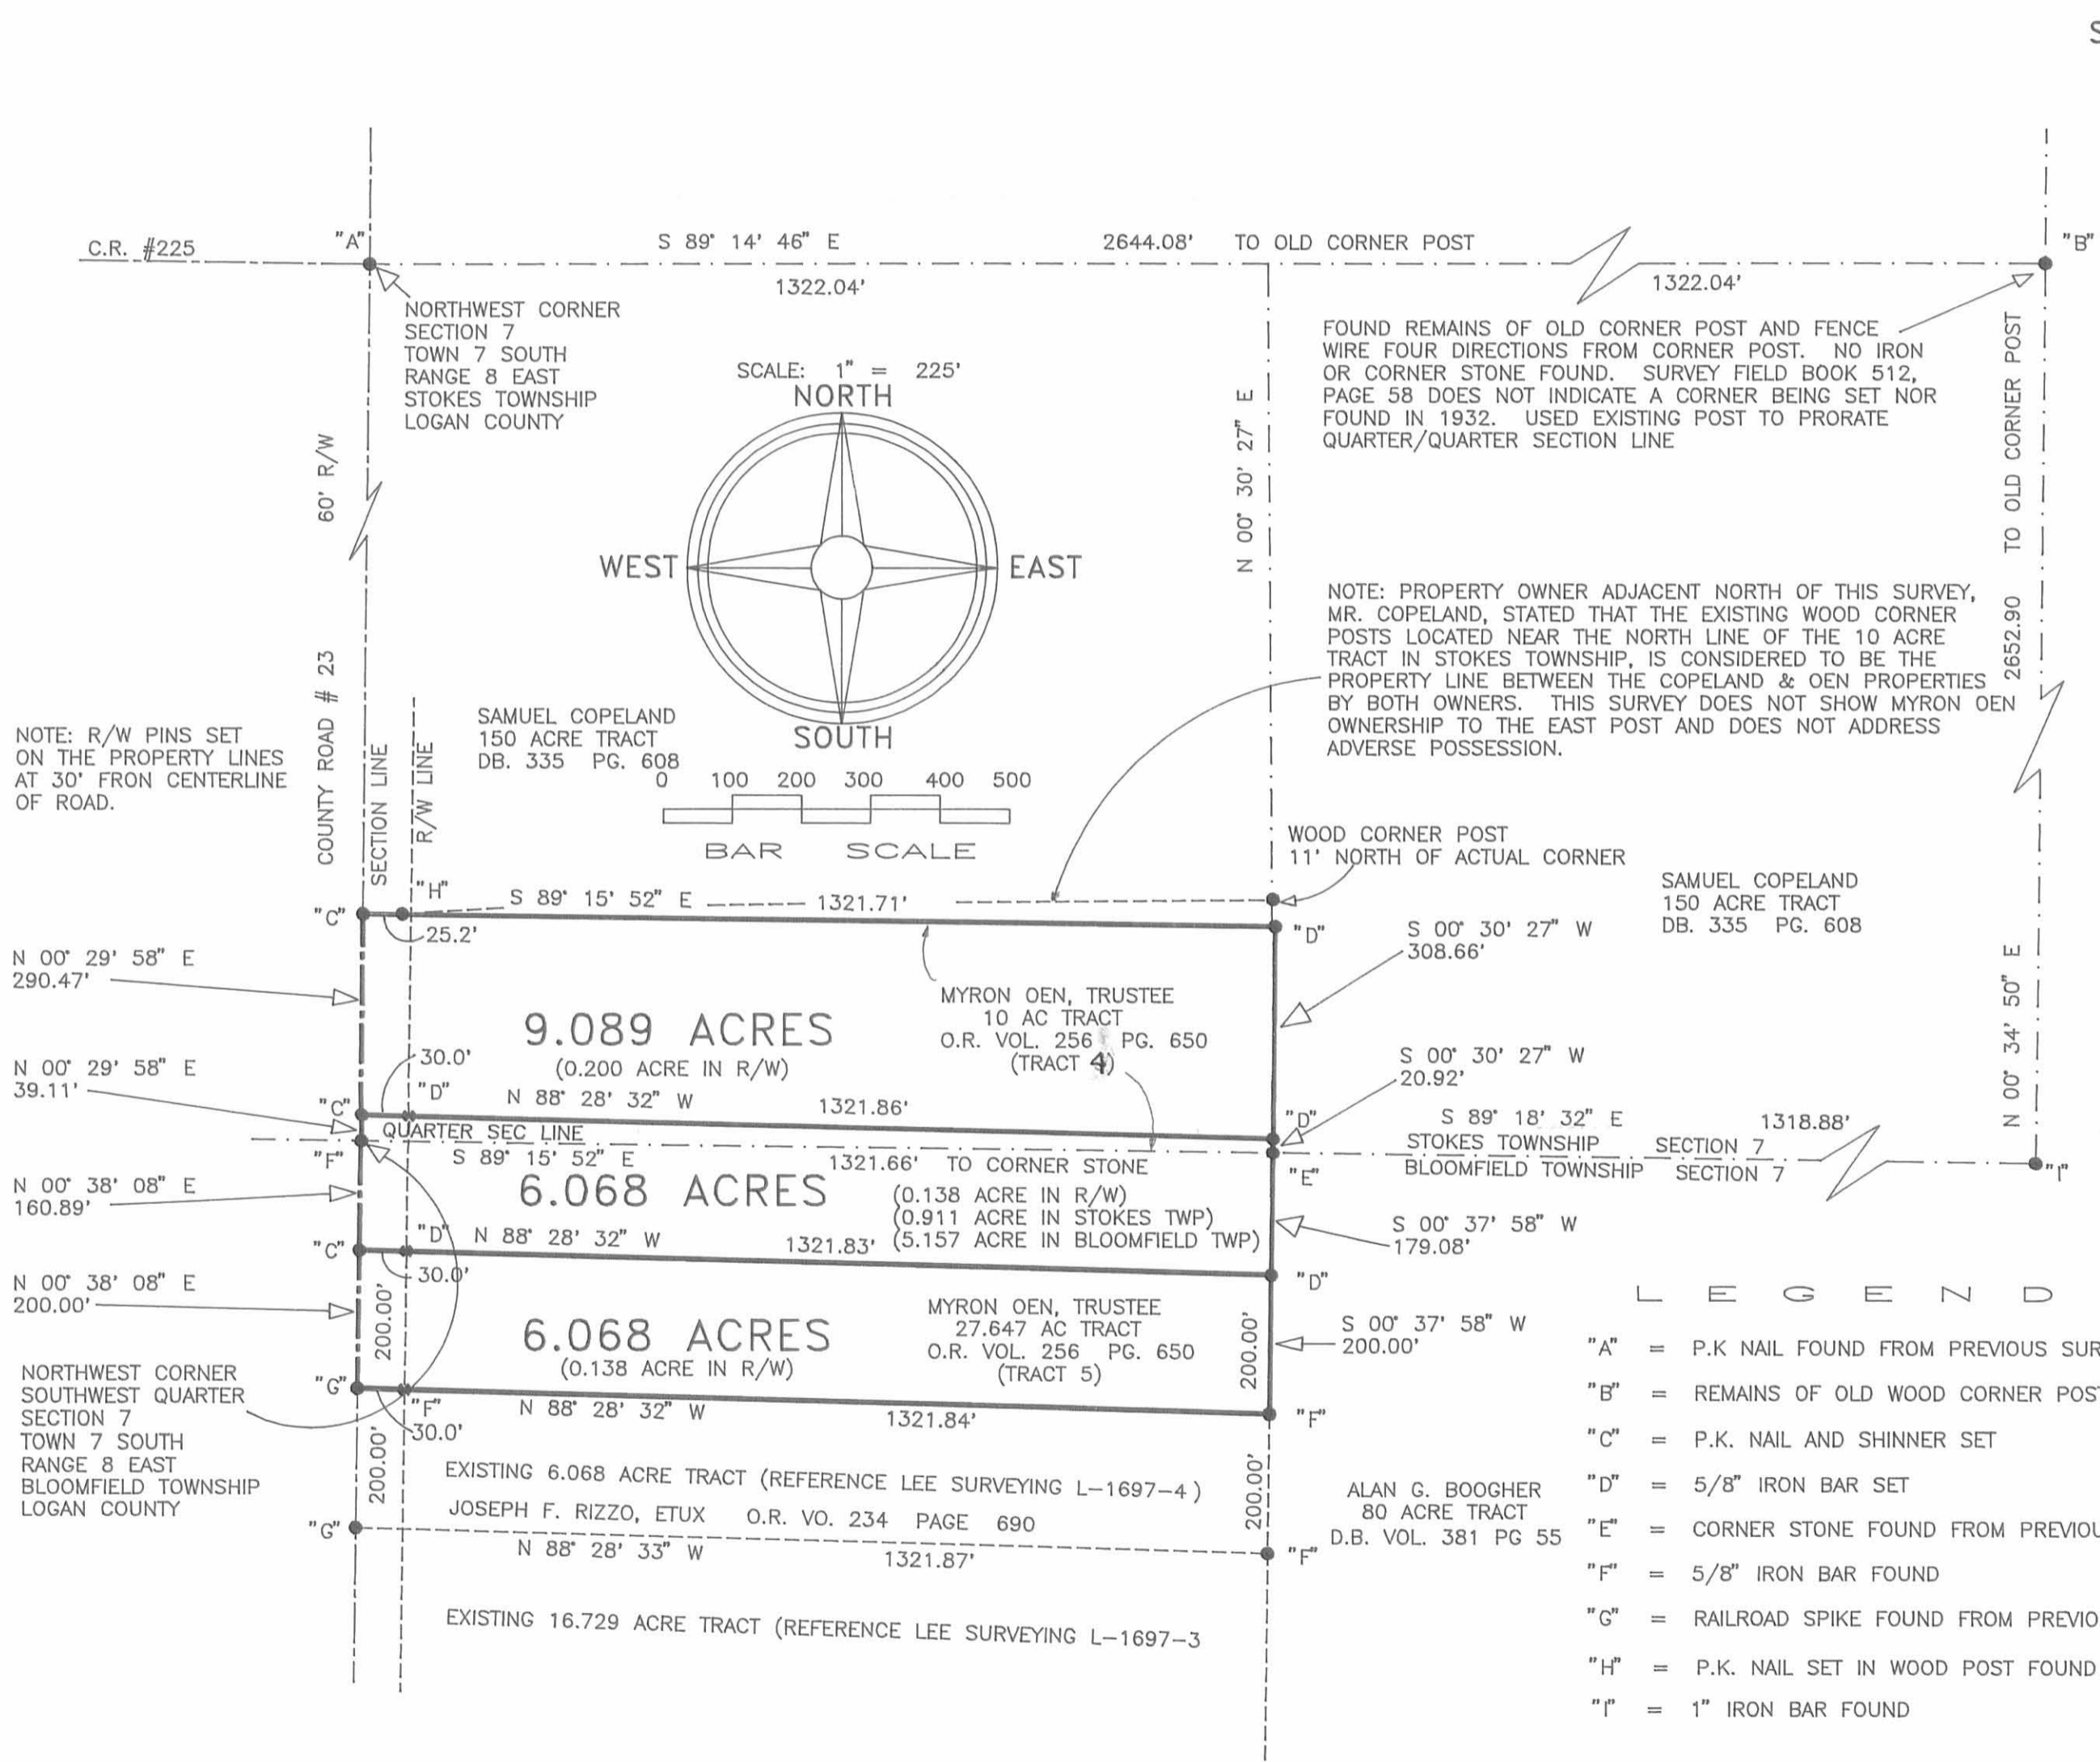 S
C.R. #225
"A"
S 89° 14' 46" E
2644.08' TO OLD CORNER POST
"B"
1322.04'
1322.04'
NORTHWEST CORNER
SECTION 7
TOWN 7 SOUTH
RANGE 8 EAST
STOKES TOWNSHIP
LOGAN COUNTY
FOUND REMAINS OF OLD CORNER POST AND FENCE
WIRE FOUR DIRECTIONS FROM CORNER POST. NO IRON
OR CORNER STONE FOUND. SURVEY FIELD BOOK 512,
PAGE 58 DOES NOT INDICATE A CORNER BEING SET NOR
FOUND IN 1932. USED EXISTING POST TO PRORATE
QUARTER/QUARTER SECTION LINE
SCALE: 1" = 225'
NORTH
WEST
EAST
SOUTH
60' R/W
COUNTY ROAD # 23
SECTION LINE
R/W LINE
N 00° 30' 27" E
2652.90 TO OLD CORNER POST
N 00° 34' 50" E
NOTE: PROPERTY OWNER ADJACENT NORTH OF THIS SURVEY,
MR. COPELAND, STATED THAT THE EXISTING WOOD CORNER
POSTS LOCATED NEAR THE NORTH LINE OF THE 10 ACRE
TRACT IN STOKES TOWNSHIP, IS CONSIDERED TO BE THE
PROPERTY LINE BETWEEN THE COPELAND & OEN PROPERTIES
BY BOTH OWNERS. THIS SURVEY DOES NOT SHOW MYRON OEN
OWNERSHIP TO THE EAST POST AND DOES NOT ADDRESS
ADVERSE POSSESSION.
NOTE: R/W PINS SET
ON THE PROPERTY LINES
AT 30' FRON CENTERLINE
OF ROAD.
SAMUEL COPELAND
150 ACRE TRACT
DB. 335 PG. 608
0 100 200 300 400 500
BAR SCALE
WOOD CORNER POST
11' NORTH OF ACTUAL CORNER
SAMUEL COPELAND
150 ACRE TRACT
DB. 335 PG. 608
"H"
S 89° 15' 52" E
1321.71'
"C"
25.2'
"D"
S 00° 30' 27" W
308.66'
N 00° 29' 58" E
290.47'
9.089 ACRES
(0.200 ACRE IN R/W)
MYRON OEN, TRUSTEE
10 AC TRACT
O.R. VOL. 256 PG. 650
(TRACT 4)
30.0'
S 00° 30' 27" W
20.92'
N 00° 29' 58" E
39.11'
"C"
"D"
N 88° 28' 32" W
1321.86'
"D"
S 89° 18' 32" E
1318.88'
QUARTER SEC LINE
STOKES TOWNSHIP SECTION 7
BLOOMFIELD TOWNSHIP SECTION 7
"F"
S 89° 15' 52" E
1321.66' TO CORNER STONE
"E"
"I"
N 00° 38' 08" E
160.89'
6.068 ACRES
(0.138 ACRE IN R/W)
(0.911 ACRE IN STOKES TWP)
(5.157 ACRE IN BLOOMFIELD TWP)
S 00° 37' 58" W
179.08'
"C"
"D"
N 88° 28' 32" W
1321.83'
30.0'
"D"
N 00° 38' 08" E
200.00'
200.00'
6.068 ACRES
(0.138 ACRE IN R/W)
MYRON OEN, TRUSTEE
27.647 AC TRACT
O.R. VOL. 256 PG. 650
(TRACT 5)
200.00'
S 00° 37' 58" W
200.00'
NORTHWEST CORNER
SOUTHWEST QUARTER
SECTION 7
TOWN 7 SOUTH
RANGE 8 EAST
BLOOMFIELD TOWNSHIP
LOGAN COUNTY
"G"
"F"
30.0'
N 88° 28' 32" W
1321.84'
"F"
200.00'
EXISTING 6.068 ACRE TRACT (REFERENCE LEE SURVEYING L-1697-4)
JOSEPH F. RIZZO, ETUX O.R. VO. 234 PAGE 690
200.00'
ALAN G. BOOGHER
80 ACRE TRACT
D.B. VOL. 381 PG 55
"G"
N 88° 28' 33" W
1321.87'
"F"
EXISTING 16.729 ACRE TRACT (REFERENCE LEE SURVEYING L-1697-3
LEGEND
"A" = P.K NAIL FOUND FROM PREVIOUS SUR
"B" = REMAINS OF OLD WOOD CORNER POS
"C" = P.K. NAIL AND SHINNER SET
"D" = 5/8" IRON BAR SET
"E" = CORNER STONE FOUND FROM PREVIOU
"F" = 5/8" IRON BAR FOUND
"G" = RAILROAD SPIKE FOUND FROM PREVIO
"H" = P.K. NAIL SET IN WOOD POST FOUND
"I" = 1" IRON BAR FOUND